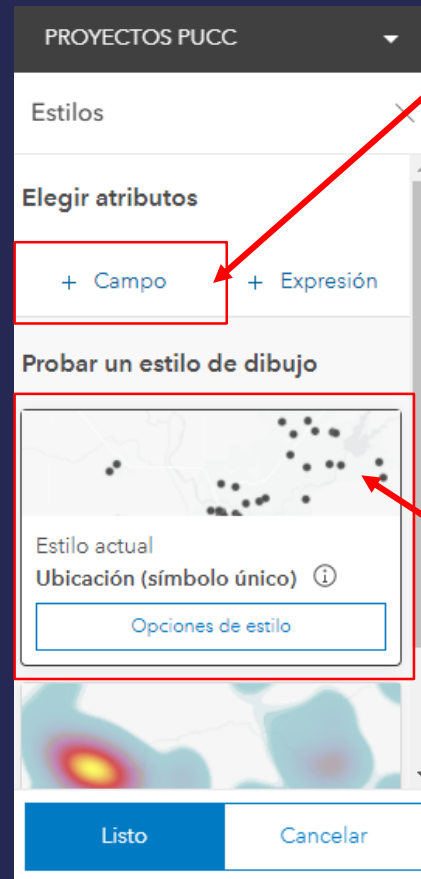 PROYECTOS PUCC
Estilos
Elegir atributos
+ Campo + Expresión
Probar un estilo de dibujo
Estilo actual
Ubicación (símbolo único)
Opciones de estilo
Listo Cancelar